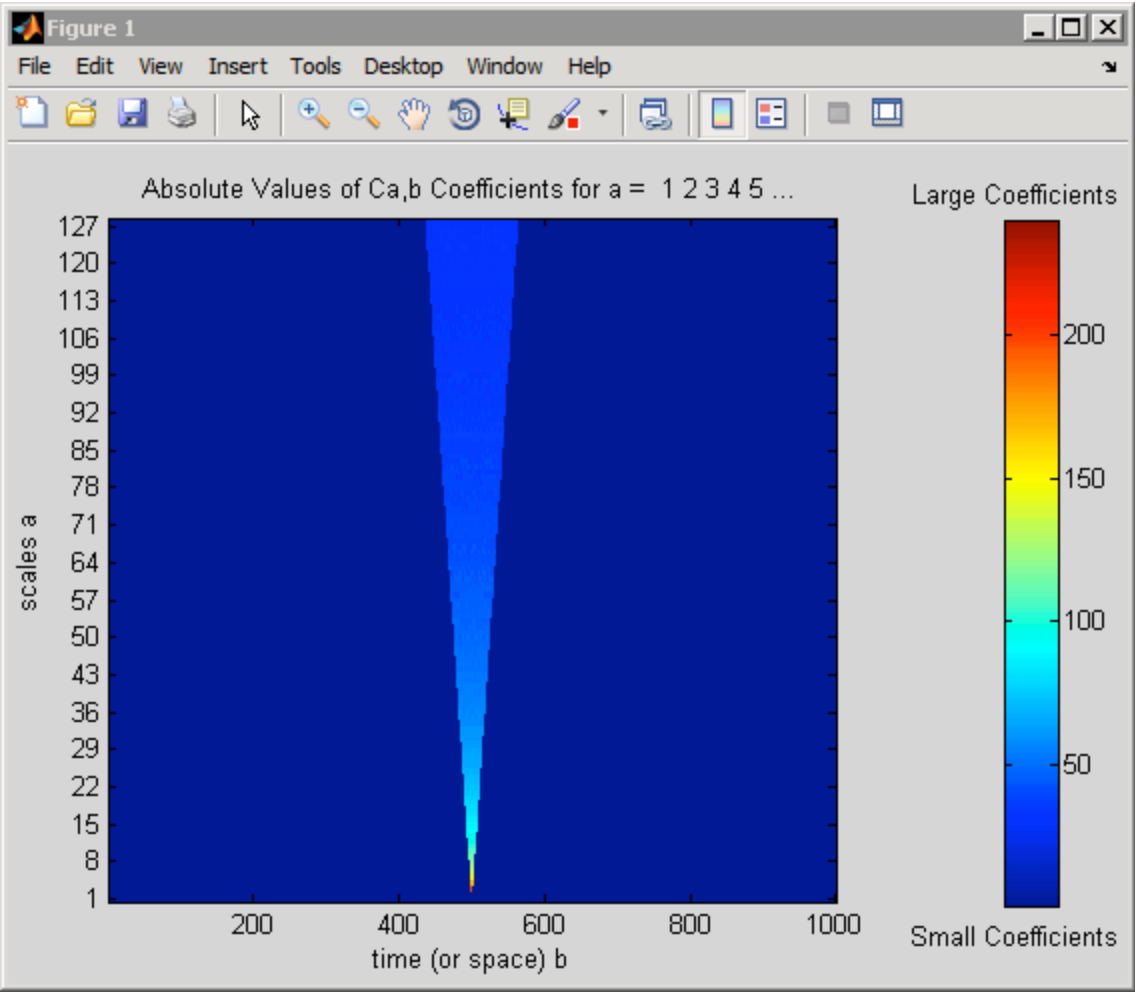 Figure 1
File Edit View Insert Tools Desktop Window Help
Absolute Values of Ca,b Coefficients for a = 1 2 3 4 5 ...
Large Coefficients
127
120
113
106
99
92
85
78
71
64
57
50
43
36
29
22
15
8
1
scales a
200 400 600 800 1000
time (or space) b
200
150
100
50
Small Coefficients